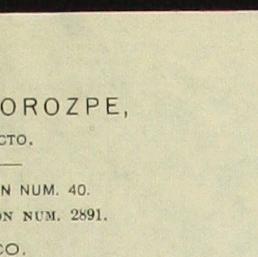 OROZPE,
CTO.
N NUM. 40.
ON NUM. 2891.
CO.